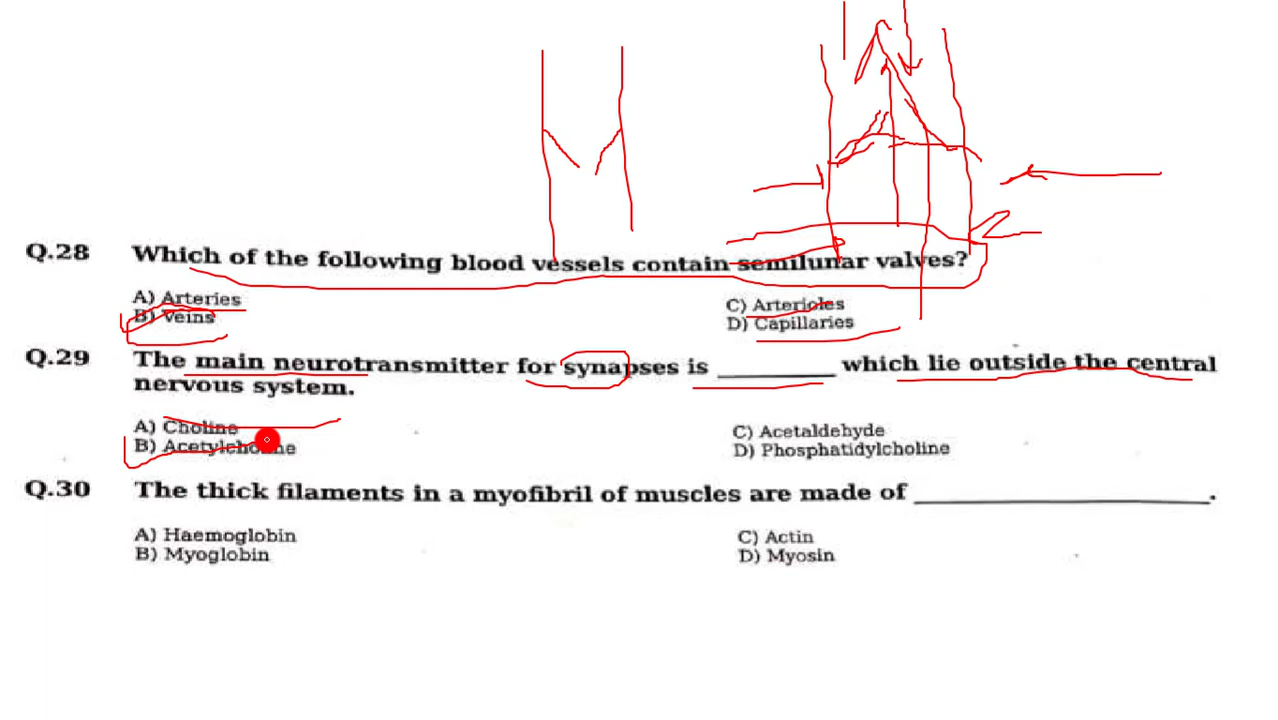 Q.28 Which of the following blood vessels contain semilunar valves?
A) Arteries C) Arterioles
B) Veins D) Capillaries
Q.29 The main neurotransmitter for synapses is ________ which lie outside the central
nervous system.
A) Choline C) Acetaldehyde
B) Acetylcholine D) Phosphatidylcholine
Q.30 The thick filaments in a myofibril of muscles are made of ____________________.
A) Haemoglobin C) Actin
B) Myoglobin D) Myosin